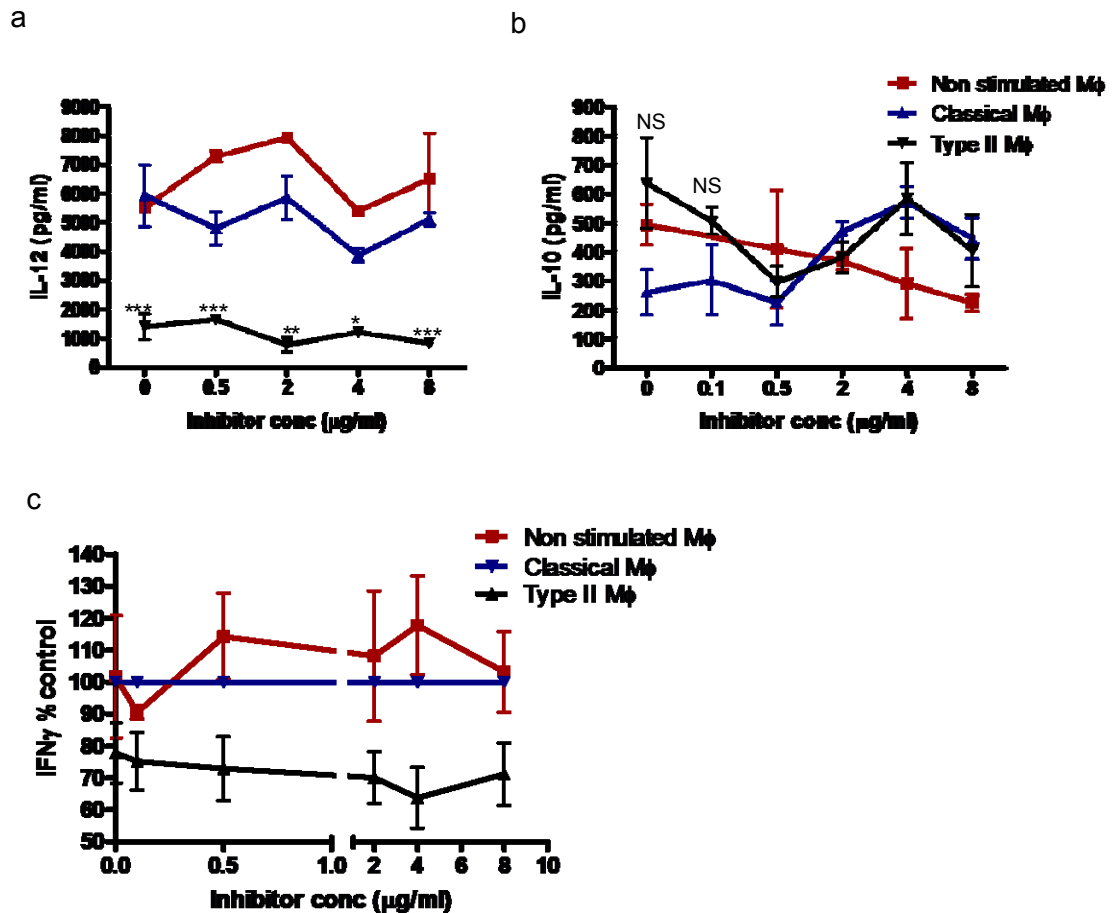 a
IL-12 (pg/ml)
9000
8000
7000
6000
5000
4000
3000
2000
1000
0
***
***
**
*
***
0 0.5 2 4 8
Inhibitor conc (μg/ml)
b
Non stimulated Mϕ
Classical Mϕ
Type II Mϕ
IL-10 (pg/ml)
900
800
700
600
500
400
300
200
100
0
NS
NS
0 0.1 0.5 2 4 8
Inhibitor conc (μg/ml)
c
Non stimulated Mϕ
Classical Mϕ
Type II Mϕ
IFNγ % control
140
130
120
110
100
90
80
70
60
50
0.0 0.5 1.0 2 4 6 8 10
Inhibitor conc (μg/ml)